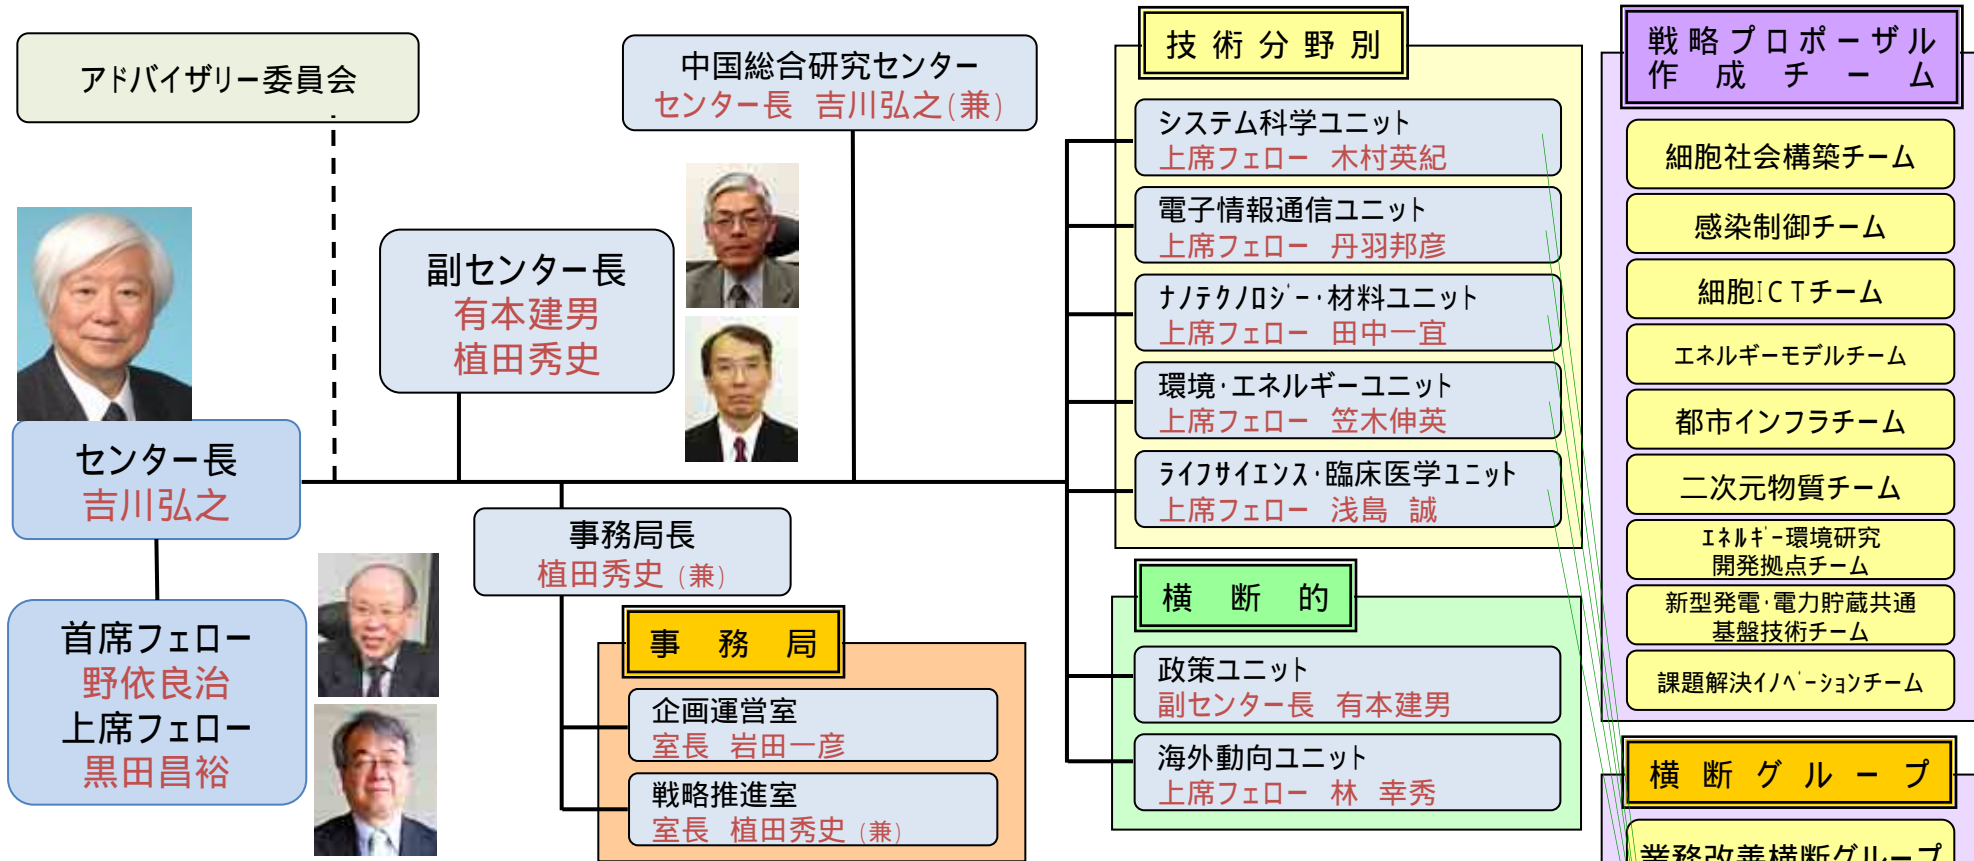 アドバイザリー委員会
中国総合研究センター
センター長 吉川弘之(兼)
副センター長
有本建男
植田秀史
センター長
吉川弘之
首席フェロー
野依良治
上席フェロー
黒田昌裕
事務局長
植田秀史(兼)
事務局
企画運営室
室長 岩田一彦
戦略推進室
室長 植田秀史(兼)
技術分野別
システム科学ユニット
上席フェロー 木村英紀
電子情報通信ユニット
上席フェロー 丹羽邦彦
ナノテクノロジー・材料ユニット
上席フェロー 田中一宜
環境・エネルギーユニット
上席フェロー 笠木伸英
ライフサイエンス・臨床医学ユニット
上席フェロー 浅島 誠
横断的
政策ユニット
副センター長 有本建男
海外動向ユニット
上席フェロー 林 幸秀
戦略プロポーザル
作成チーム
細胞社会構築チーム
感染制御チーム
細胞ICTチーム
エネルギーモデルチーム
都市インフラチーム
二次元物質チーム
エネルギー環境研究
開発拠点チーム
新型発電・電力貯蔵共通
基盤技術チーム
課題解決イノベーションチーム
横断グループ
業務改善横断グループ